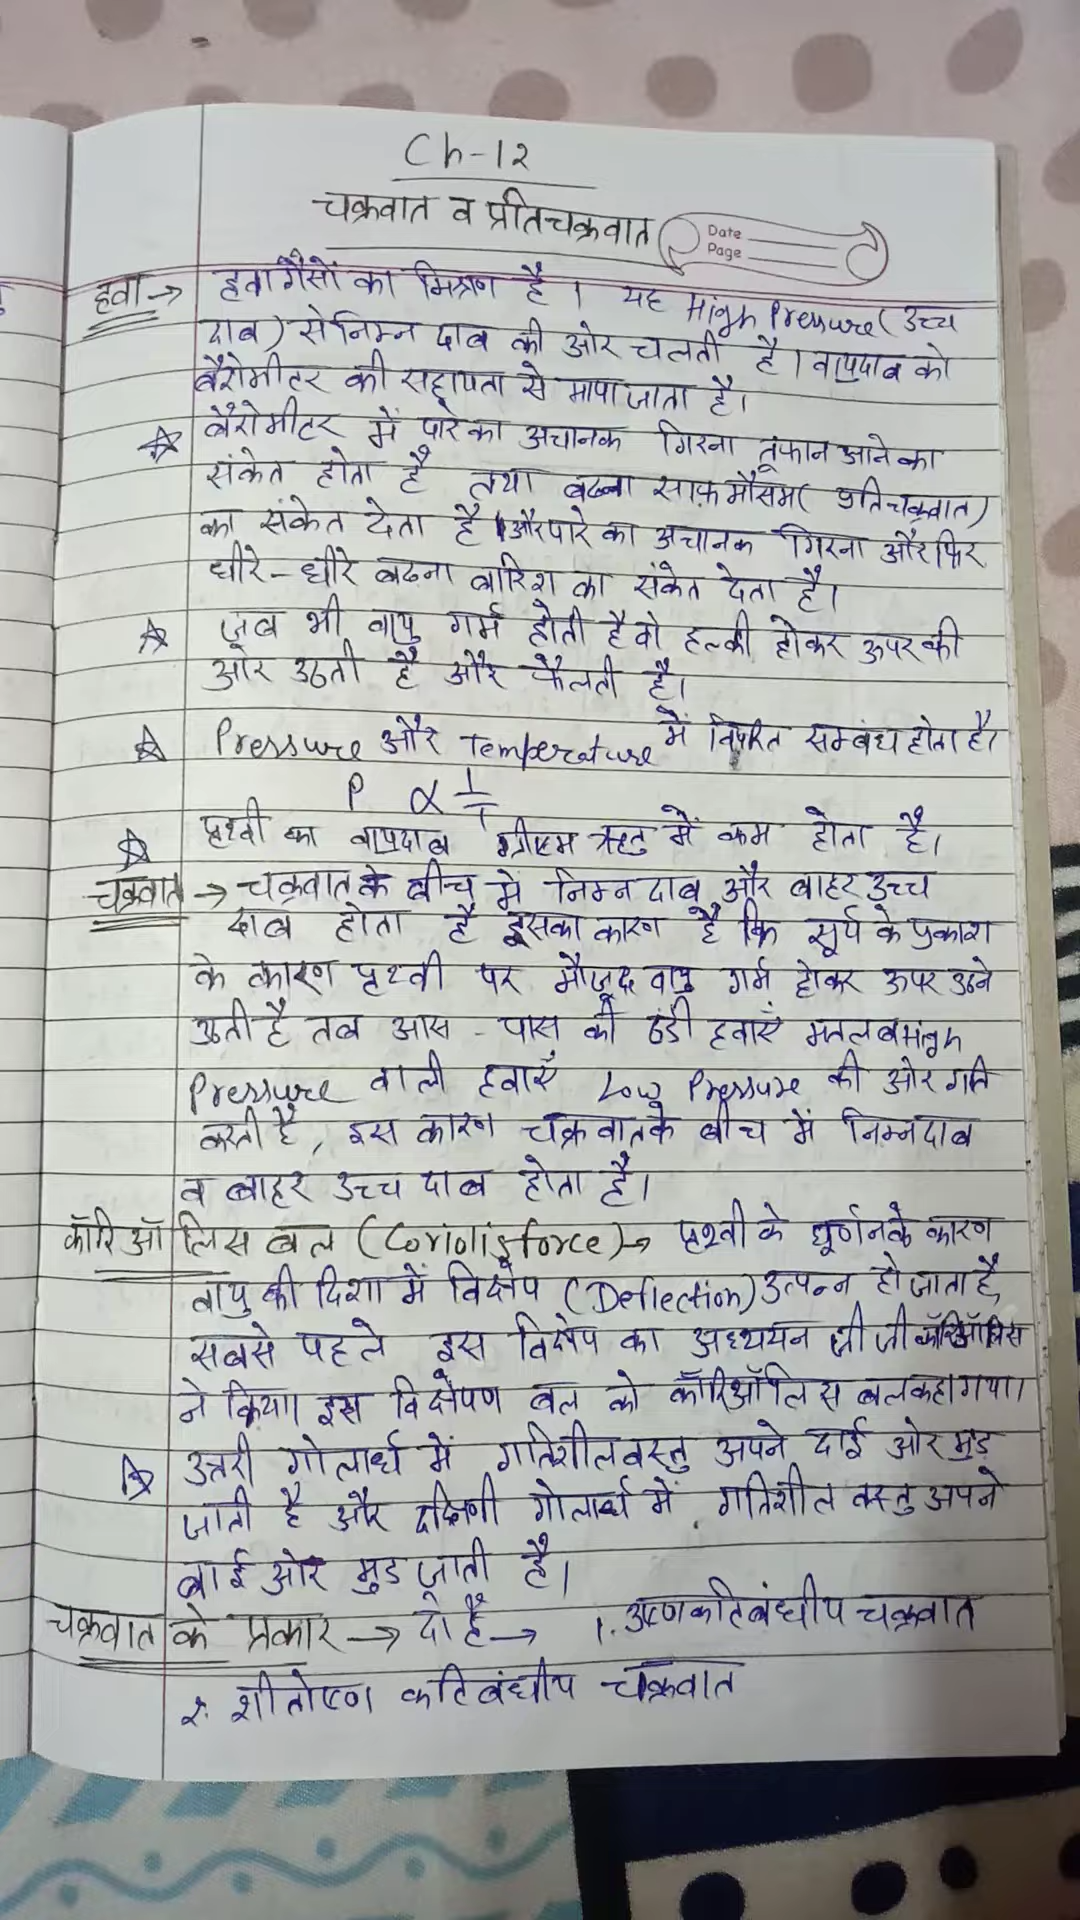 Ch-12
चक्रवात व प्रतिचक्रवात
Date
Page
हवा → हवा गैसों का मिश्रण है। यह High Pressure (उच्च
दाब) से निम्न दाब की ओर चलती है। वायुदाब को
बैरोमीटर की सहायता से मापा जाता है।
☆ बैरोमीटर में पारे का अचानक गिरना तूफान आने का
संकेत होता है तथा बढना साफ़ मौसम (प्रतिचक्रवात)
का संकेत देता है। और पारे का अचानक गिरना और फिर
धीरे - धीरे बढना बारिश का संकेत देता है।
☆ जब भी वायु गर्म होती है वो हल्की होकर ऊपर की
ओर उठती है और फैलती है।
☆ Pressure और Temperature में विपरित सम्बंध होता है।
P ∝ 1/T
☆ पृथ्वी का वायुदाब ग्रीष्म ऋतु में कम होता है।
चक्रवात → चक्रवात के बीच में निम्न दाब और बाहर उच्च
दाब होता है इसका कारण है कि सूर्य के प्रकाश
के कारण पृथ्वी पर मौजूद वायु गर्म होकर ऊपर उठने
उठती है तब आस - पास की ठंडी हवाएँ मतलब High
Pressure वाली हवाएँ Low Pressure की ओर गति
करती है, इस कारण चक्रवात के बीच में निम्न दाब
व बाहर उच्च दाब होता है।
कॉरिऑलिस बल (Coriolis force) → पृथ्वी के घूर्णन के कारण
वायु की दिशा में विक्षेप (Deflection) उत्पन्न हो जाता है,
सबसे पहले इस विक्षेप का अध्ययन जी जी कॉरिऑलिस
ने किया। इस विक्षेपण बल को कॉरिऑलिस बल कहा गया।
☆ उत्तरी गोलार्ध में गतिशील वस्तु अपने दाई ओर मुड़
जाती है और दक्षिणी गोलार्ध में गतिशील वस्तु अपने
बाई ओर मुड जाती है।
चक्रवात के प्रकार → दो है → 1. उष्णकटिबंधीय चक्रवात
2. शीतोष्ण कटिबंधीय चक्रवात